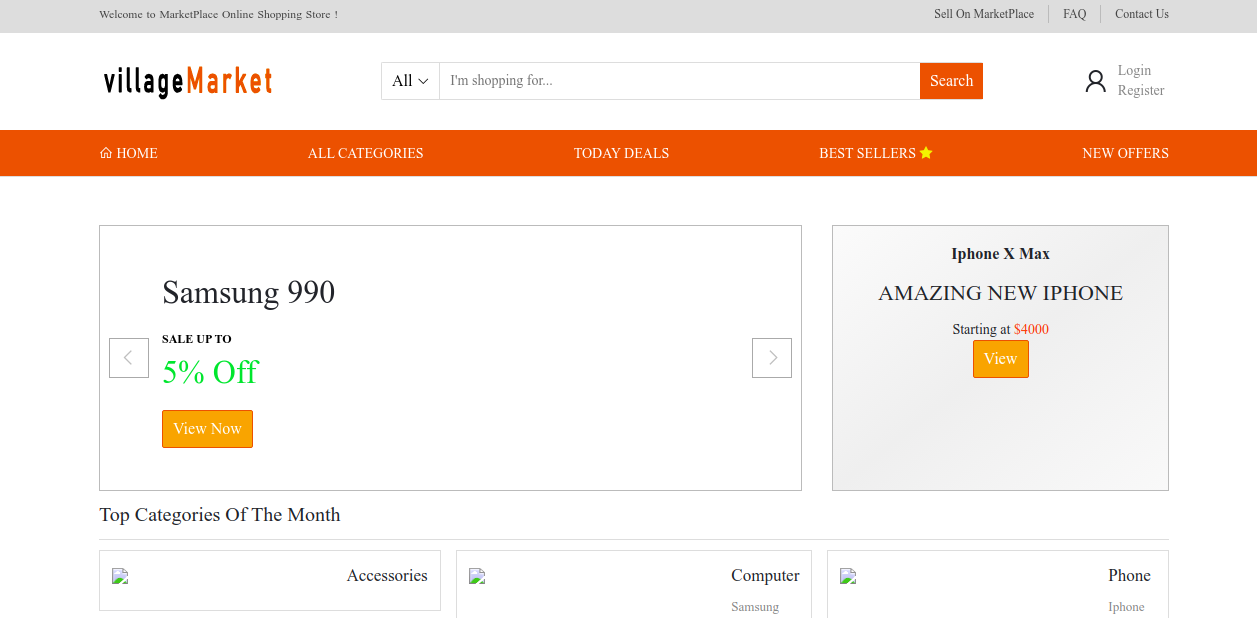 Welcome to MarketPlace Online Shopping Store !
Sell On MarketPlace
FAQ
Contact Us
villageMarket
All
I'm shopping for...
Search
Login
Register
HOME
ALL CATEGORIES
TODAY DEALS
BEST SELLERS
NEW OFFERS
Samsung 990
SALE UP TO
5% Off
View Now
Iphone X Max
AMAZING NEW IPHONE
Starting at $4000
View
Top Categories Of The Month
Accessories
Computer
Samsung
Phone
Iphone